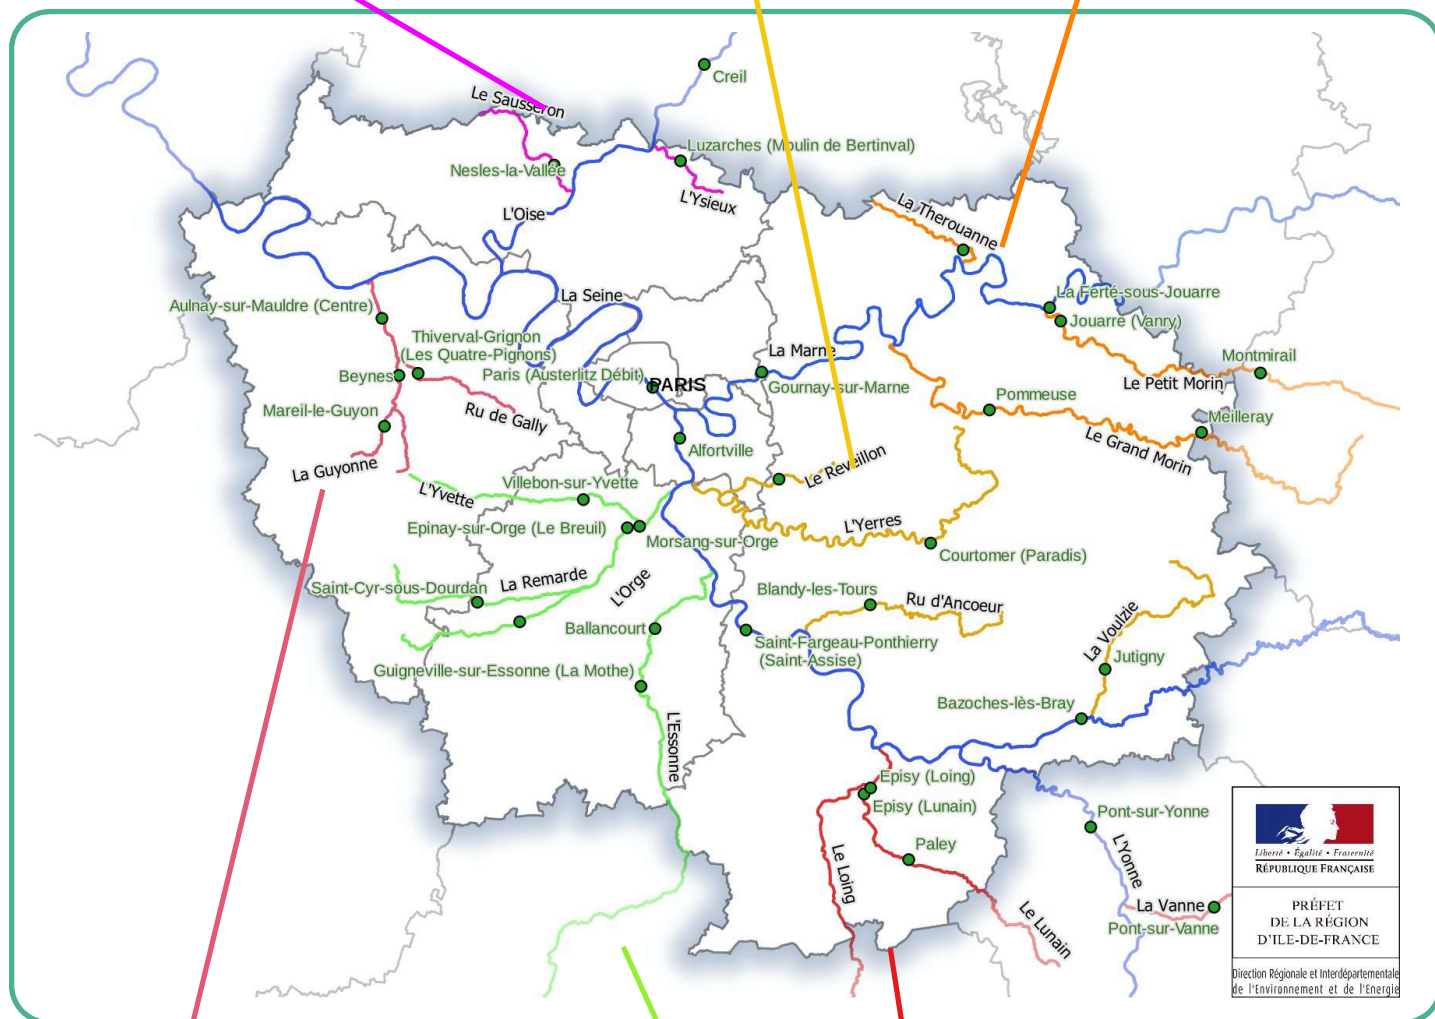 Creil
Le Sausseron
Luzarches (Moulin de Bertinval)
Nesles-la-Vallée
L'Ysieux
L'Oise
La Therouanne
La Seine
Aulnay-sur-Mauldre (Centre)
La Ferté-sous-Jouarre
Jouarre (Vanry)
Thiverval-Grignon
(Les Quatre-Pignons)
La Marne
Montmirail
Beynes
Paris (Austerlitz Débit)
PARIS
Gournay-sur-Marne
Le Petit Morin
Pommeuse
Mareil-le-Guyon
Ru de Gally
Meilleray
Le Grand Morin
Alfortville
La Guyonne
Le Reveillon
L'Yvette
Villebon-sur-Yvette
Epinay-sur-Orge (Le Breuil)
L'Yerres
Morsang-sur-Orge
Courtomer (Paradis)
La Remarde
L'Orge
Saint-Cyr-sous-Dourdan
Blandy-les-Tours
Ru d'Ancoeur
Ballancourt
Saint-Fargeau-Ponthierry
(Saint-Assise)
La Voulzie
Jutigny
Guigneville-sur-Essonne (La Mothe)
Bazoches-lès-Bray
L'Essonne
Episy (Loing)
Episy (Lunain)
Pont-sur-Yonne
Paley
L'Yonne
Le Loing
La Vanne
Pont-sur-Vanne
Le Lunain
Liberté • Égalité • Fraternité
RÉPUBLIQUE FRANÇAISE
PRÉFET
DE LA RÉGION
D'ILE-DE-FRANCE
Direction Régionale et Interdépartementale
de l'Environnement et de l'Energie